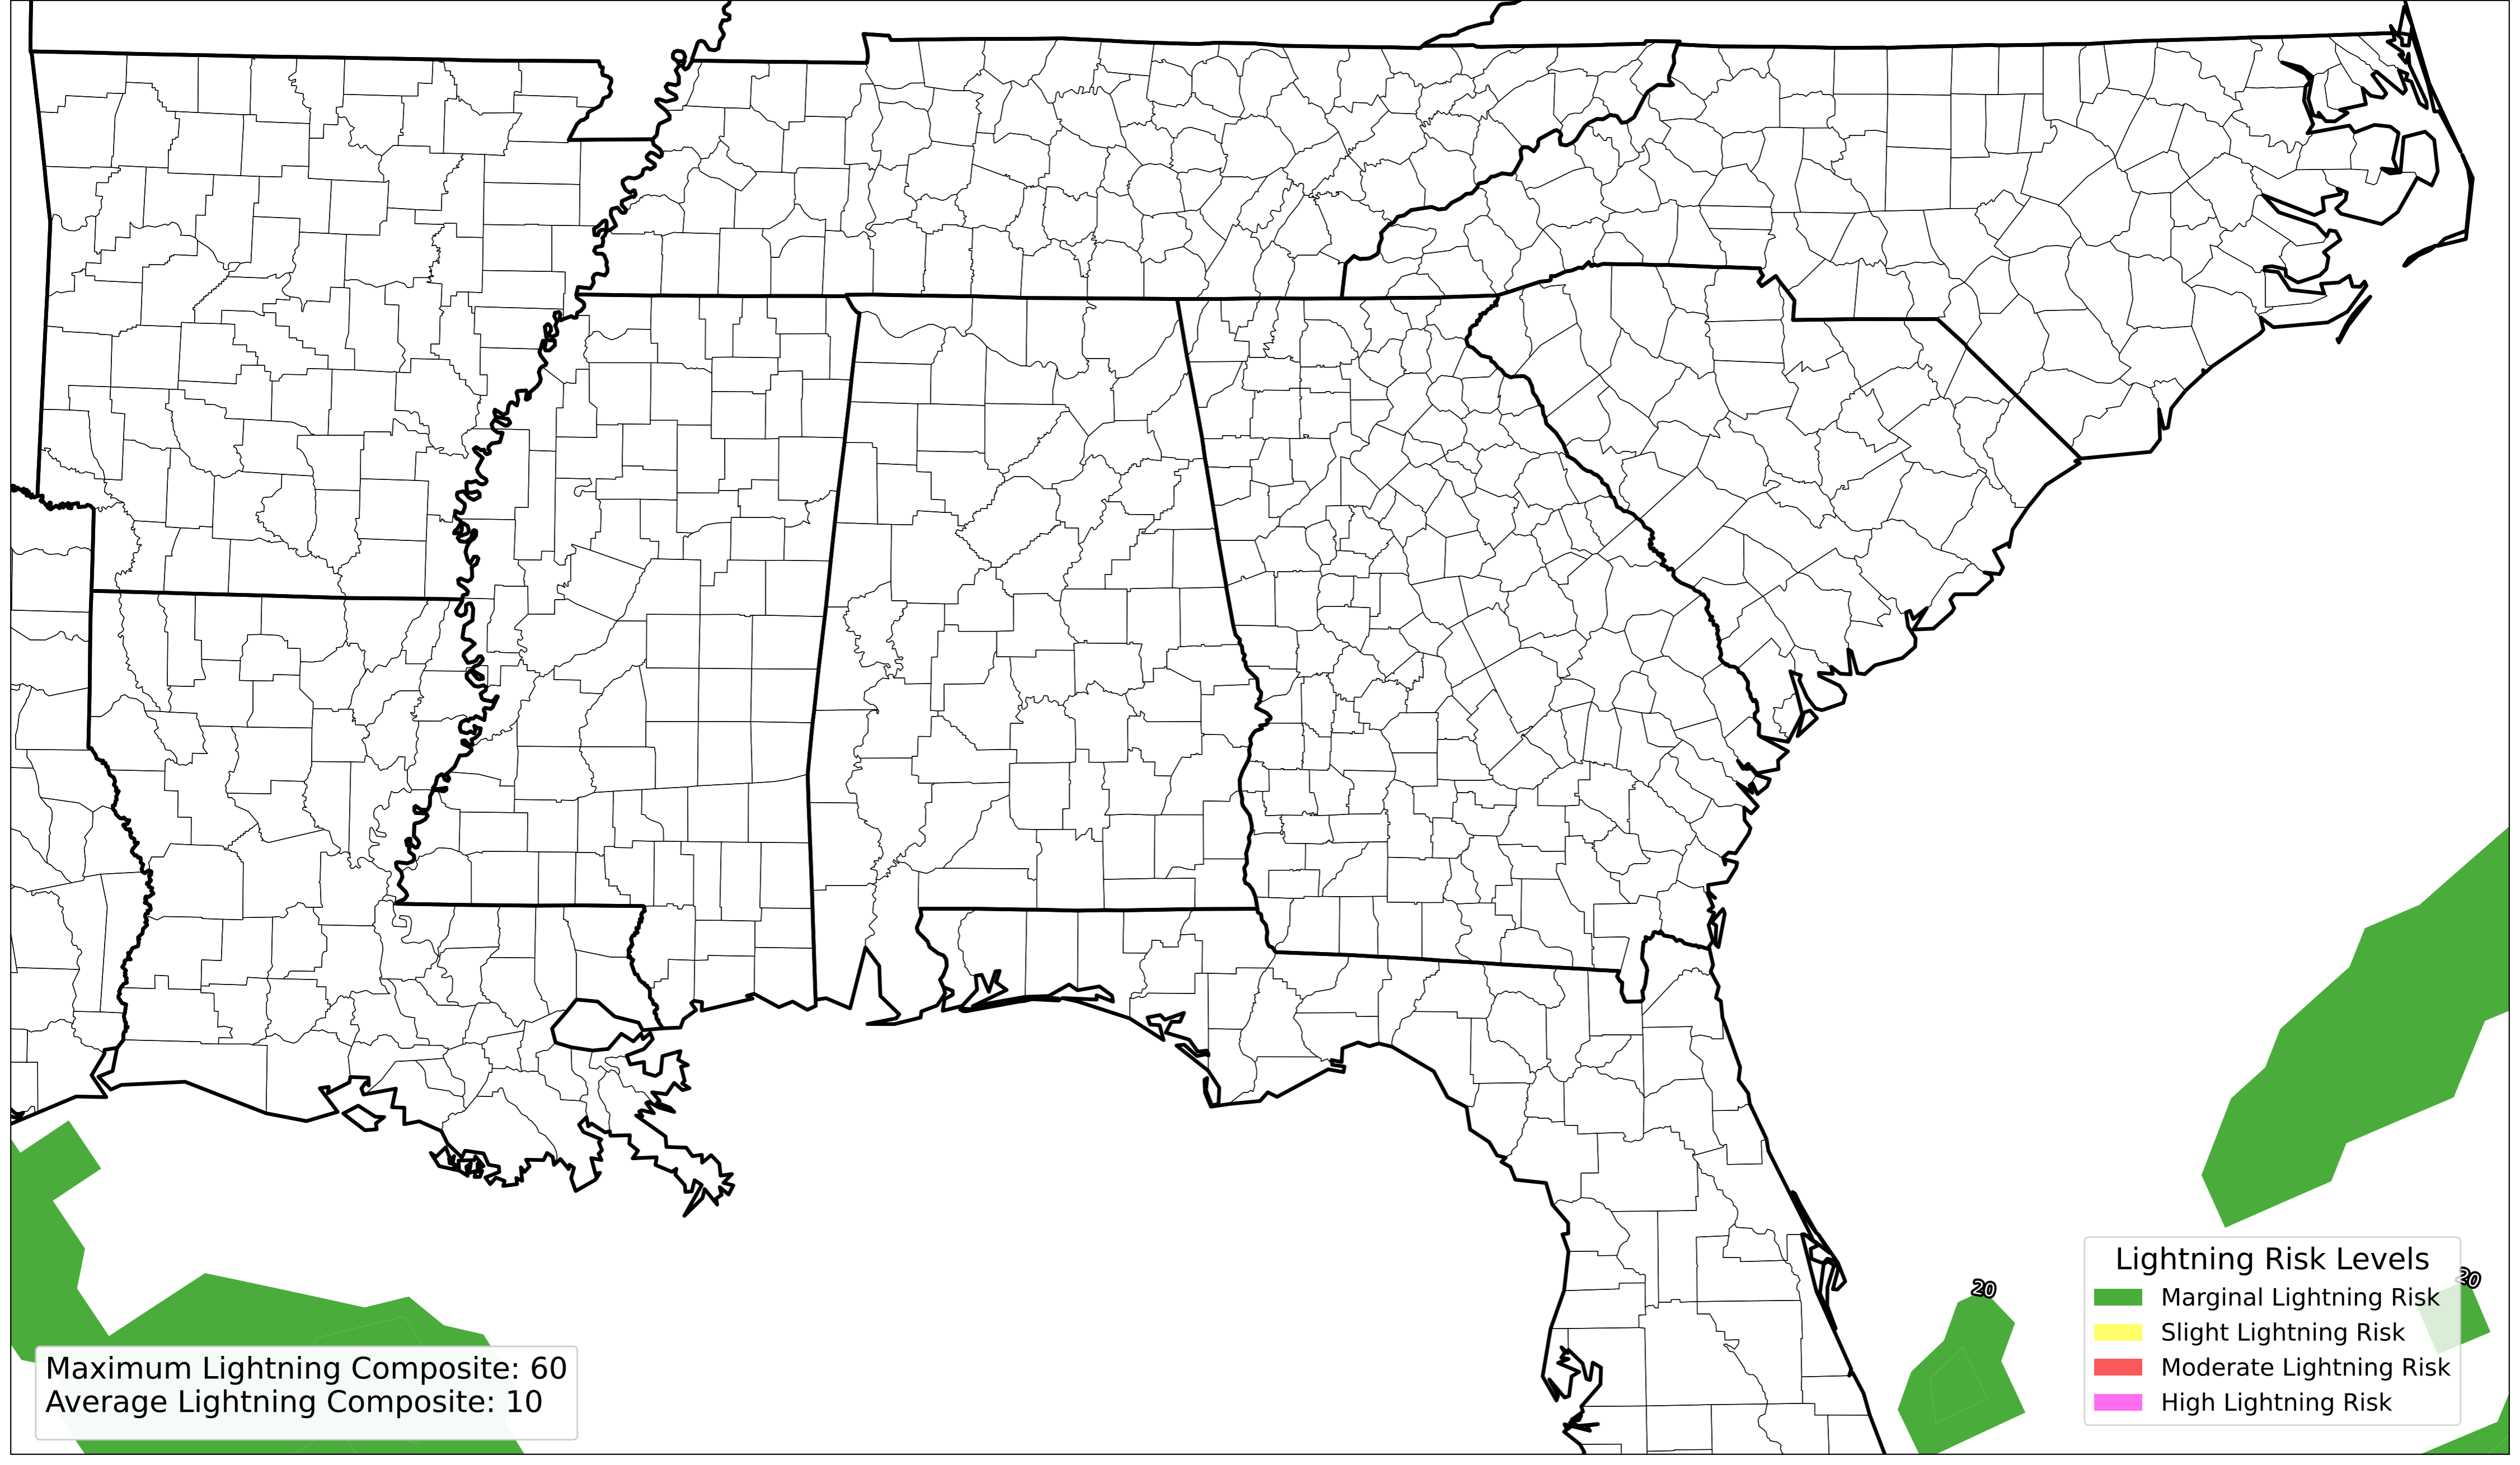 20
20
Lightning Risk Levels
Marginal Lightning Risk
Slight Lightning Risk
Moderate Lightning Risk
High Lightning Risk
Maximum Lightning Composite: 60
Average Lightning Composite: 10